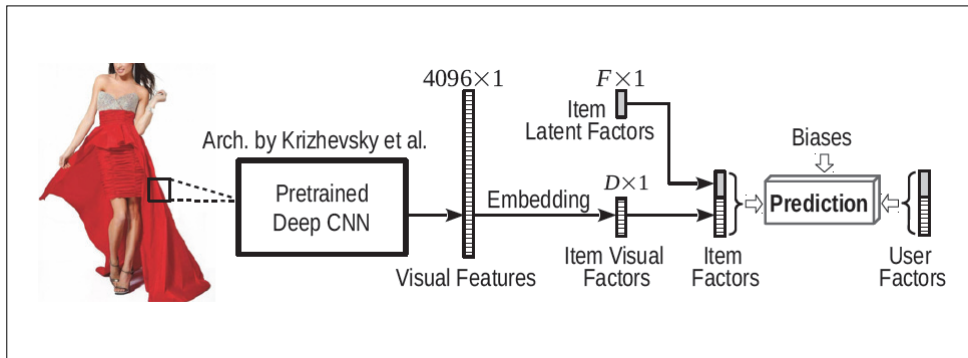 4096×1
F×1
Item
Latent Factors
Arch. by Krizhevsky et al.
Biases
Pretrained
Deep CNN
Embedding
D×1
Prediction
Visual Features
Item Visual
Factors
Item
Factors
User
Factors